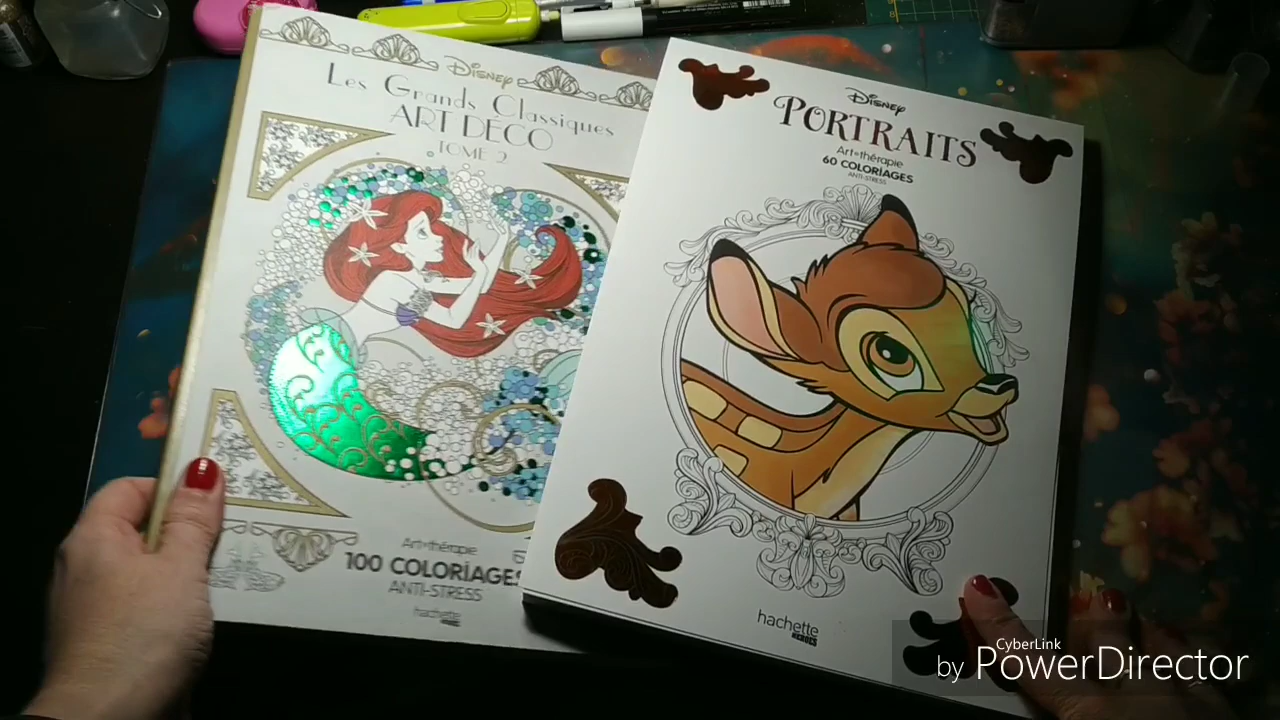 Disney
Les Grands Classiques
ART DECO
TOME 2
Art-thérapie
100 COLORIAGES
ANTI-STRESS
hachette
HEROES
Disney
PORTRAITS
Art-thérapie
60 COLORIAGES
ANTI-STRESS
hachette
HEROES
CyberLink
by PowerDirector